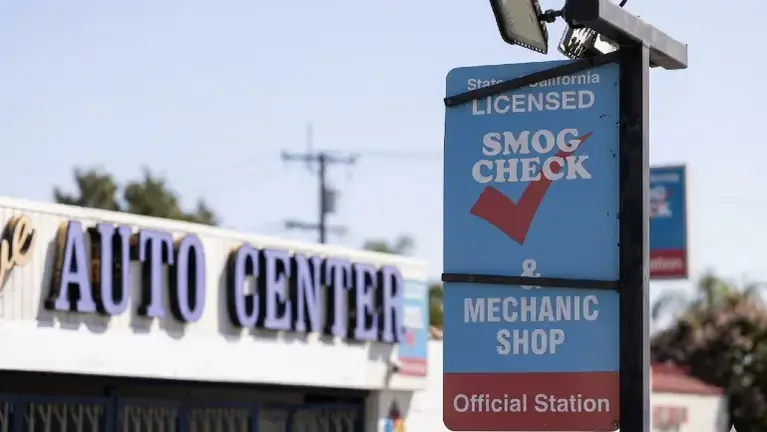 AUTO CENTER
State of California
LICENSED
SMOG
CHECK
&
MECHANIC
SHOP
Official Station